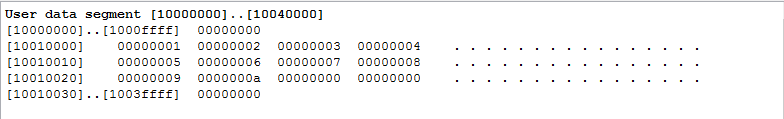 User data segment [10000000]..[10040000]
[10000000]..[1000ffff]  00000000
[10010000]    00000001  00000002  00000003  00000004    . . . . . . . . . . . . . . . .
[10010010]    00000005  00000006  00000007  00000008    . . . . . . . . . . . . . . . .
[10010020]    00000009  0000000a  00000000  00000000    . . . . . . . . . . . . . . . .
[10010030]..[1003ffff]  00000000